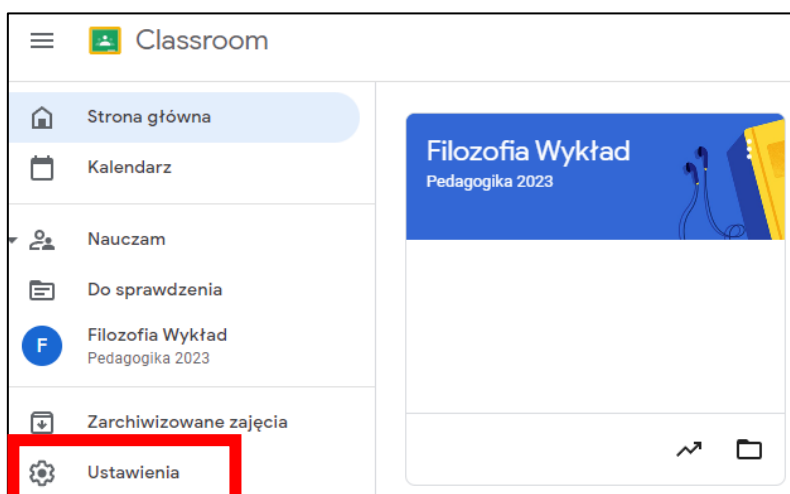 Classroom
Strona główna
Kalendarz
Nauczam
Do sprawdzenia
F
Filozofia Wykład
Pedagogika 2023
Zarchiwizowane zajęcia
Ustawienia
Filozofia Wykład
Pedagogika 2023